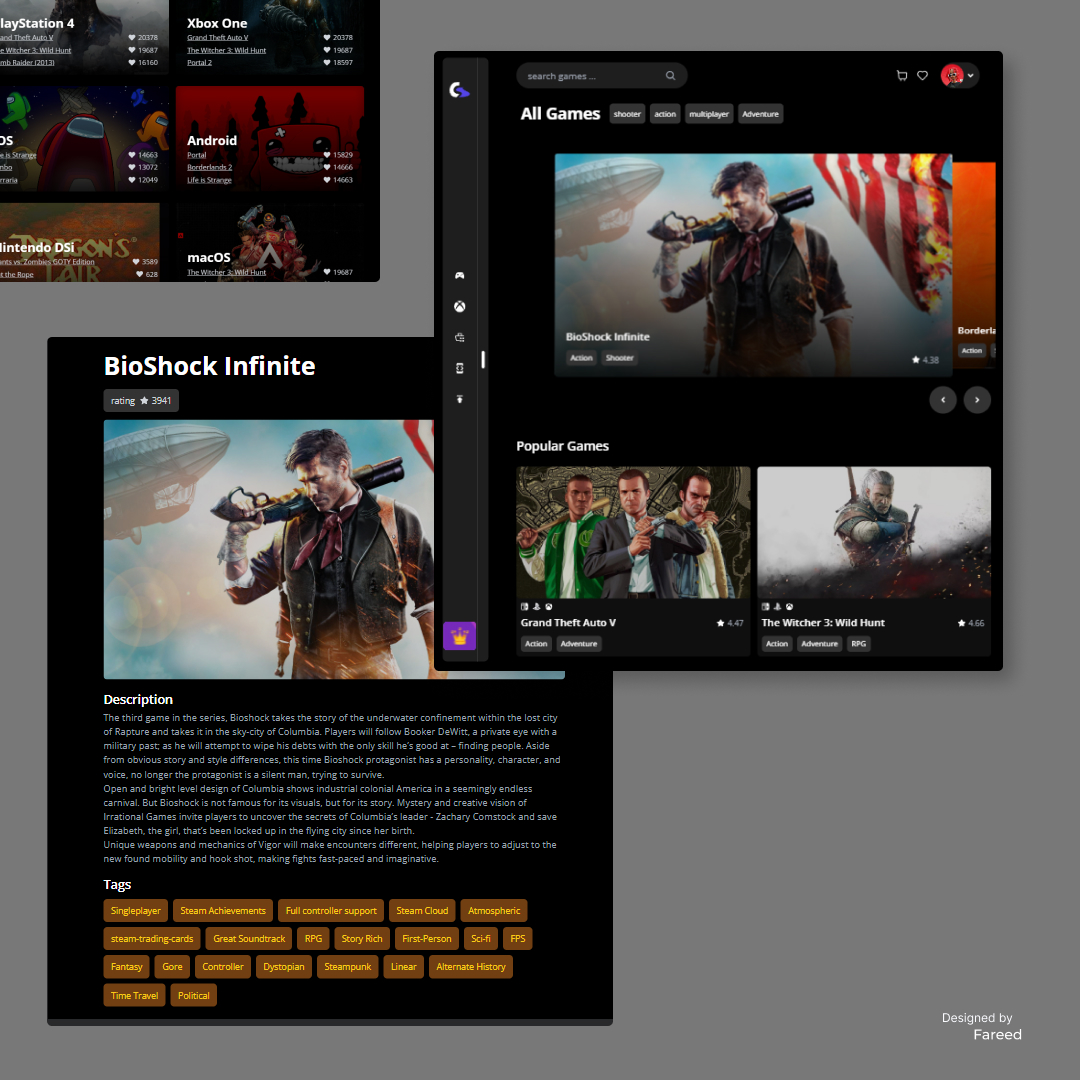 layStation 4
and Theft Auto V 20378
e Witcher 3: Wild Hunt 19687
mb Raider (2013) 16160
Xbox One
Grand Theft Auto V 20378
The Witcher 3: Wild Hunt 19687
Portal 2 18597
OS
e is Strange 14663
mbo 13072
rraria 12049
Android
Portal 15829
Borderlands 2 14666
Life is Strange 14663
DRAGON'S
LAIR
intendo DSi
ants vs. Zombies GOTY Edition 3589
t the Rope 628
macOS
The Witcher 3: Wild Hunt 19687
search games ...
All Games shooter action multiplayer Adventure
BioShock Infinite
Action Shooter 4.38
Borderla
Action
Popular Games
Grand Theft Auto V 4.47
Action Adventure
The Witcher 3: Wild Hunt 4.66
Action Adventure RPG
BioShock Infinite
rating 3941
Description
The third game in the series, Bioshock takes the story of the underwater confinement within the lost city
of Rapture and takes it in the sky-city of Columbia. Players will follow Booker DeWitt, a private eye with a
military past; as he will attempt to wipe his debts with the only skill he's good at – finding people. Aside
from obvious story and style differences, this time Bioshock protagonist has a personality, character, and
voice, no longer the protagonist is a silent man, trying to survive.
Open and bright level design of Columbia shows industrial colonial America in a seemingly endless
carnival. But Bioshock is not famous for its visuals, but for its story. Mystery and creative vision of
Irrational Games invite players to uncover the secrets of Columbia's leader - Zachary Comstock and save
Elizabeth, the girl, that's been locked up in the flying city since her birth.
Unique weapons and mechanics of Vigor will make encounters different, helping players to adjust to the
new found mobility and hook shot, making fights fast-paced and imaginative.
Tags
Singleplayer Steam Achievements Full controller support Steam Cloud Atmospheric
steam-trading-cards Great Soundtrack RPG Story Rich First-Person Sci-fi FPS
Fantasy Gore Controller Dystopian Steampunk Linear Alternate History
Time Travel Political
Designed by
Fareed